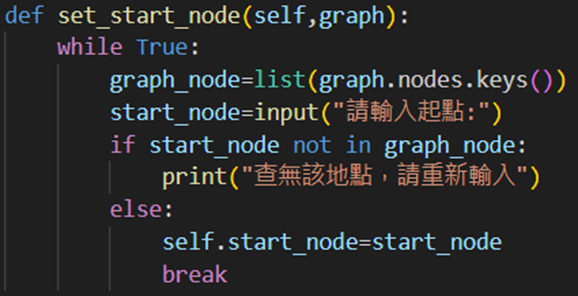 def set_start_node(self,graph):
    while True:
        graph_node=list(graph.nodes.keys())
        start_node=input("請輸入起點:")
        if start_node not in graph_node:
            print("查無該地點，請重新輸入")
        else:
            self.start_node=start_node
            break